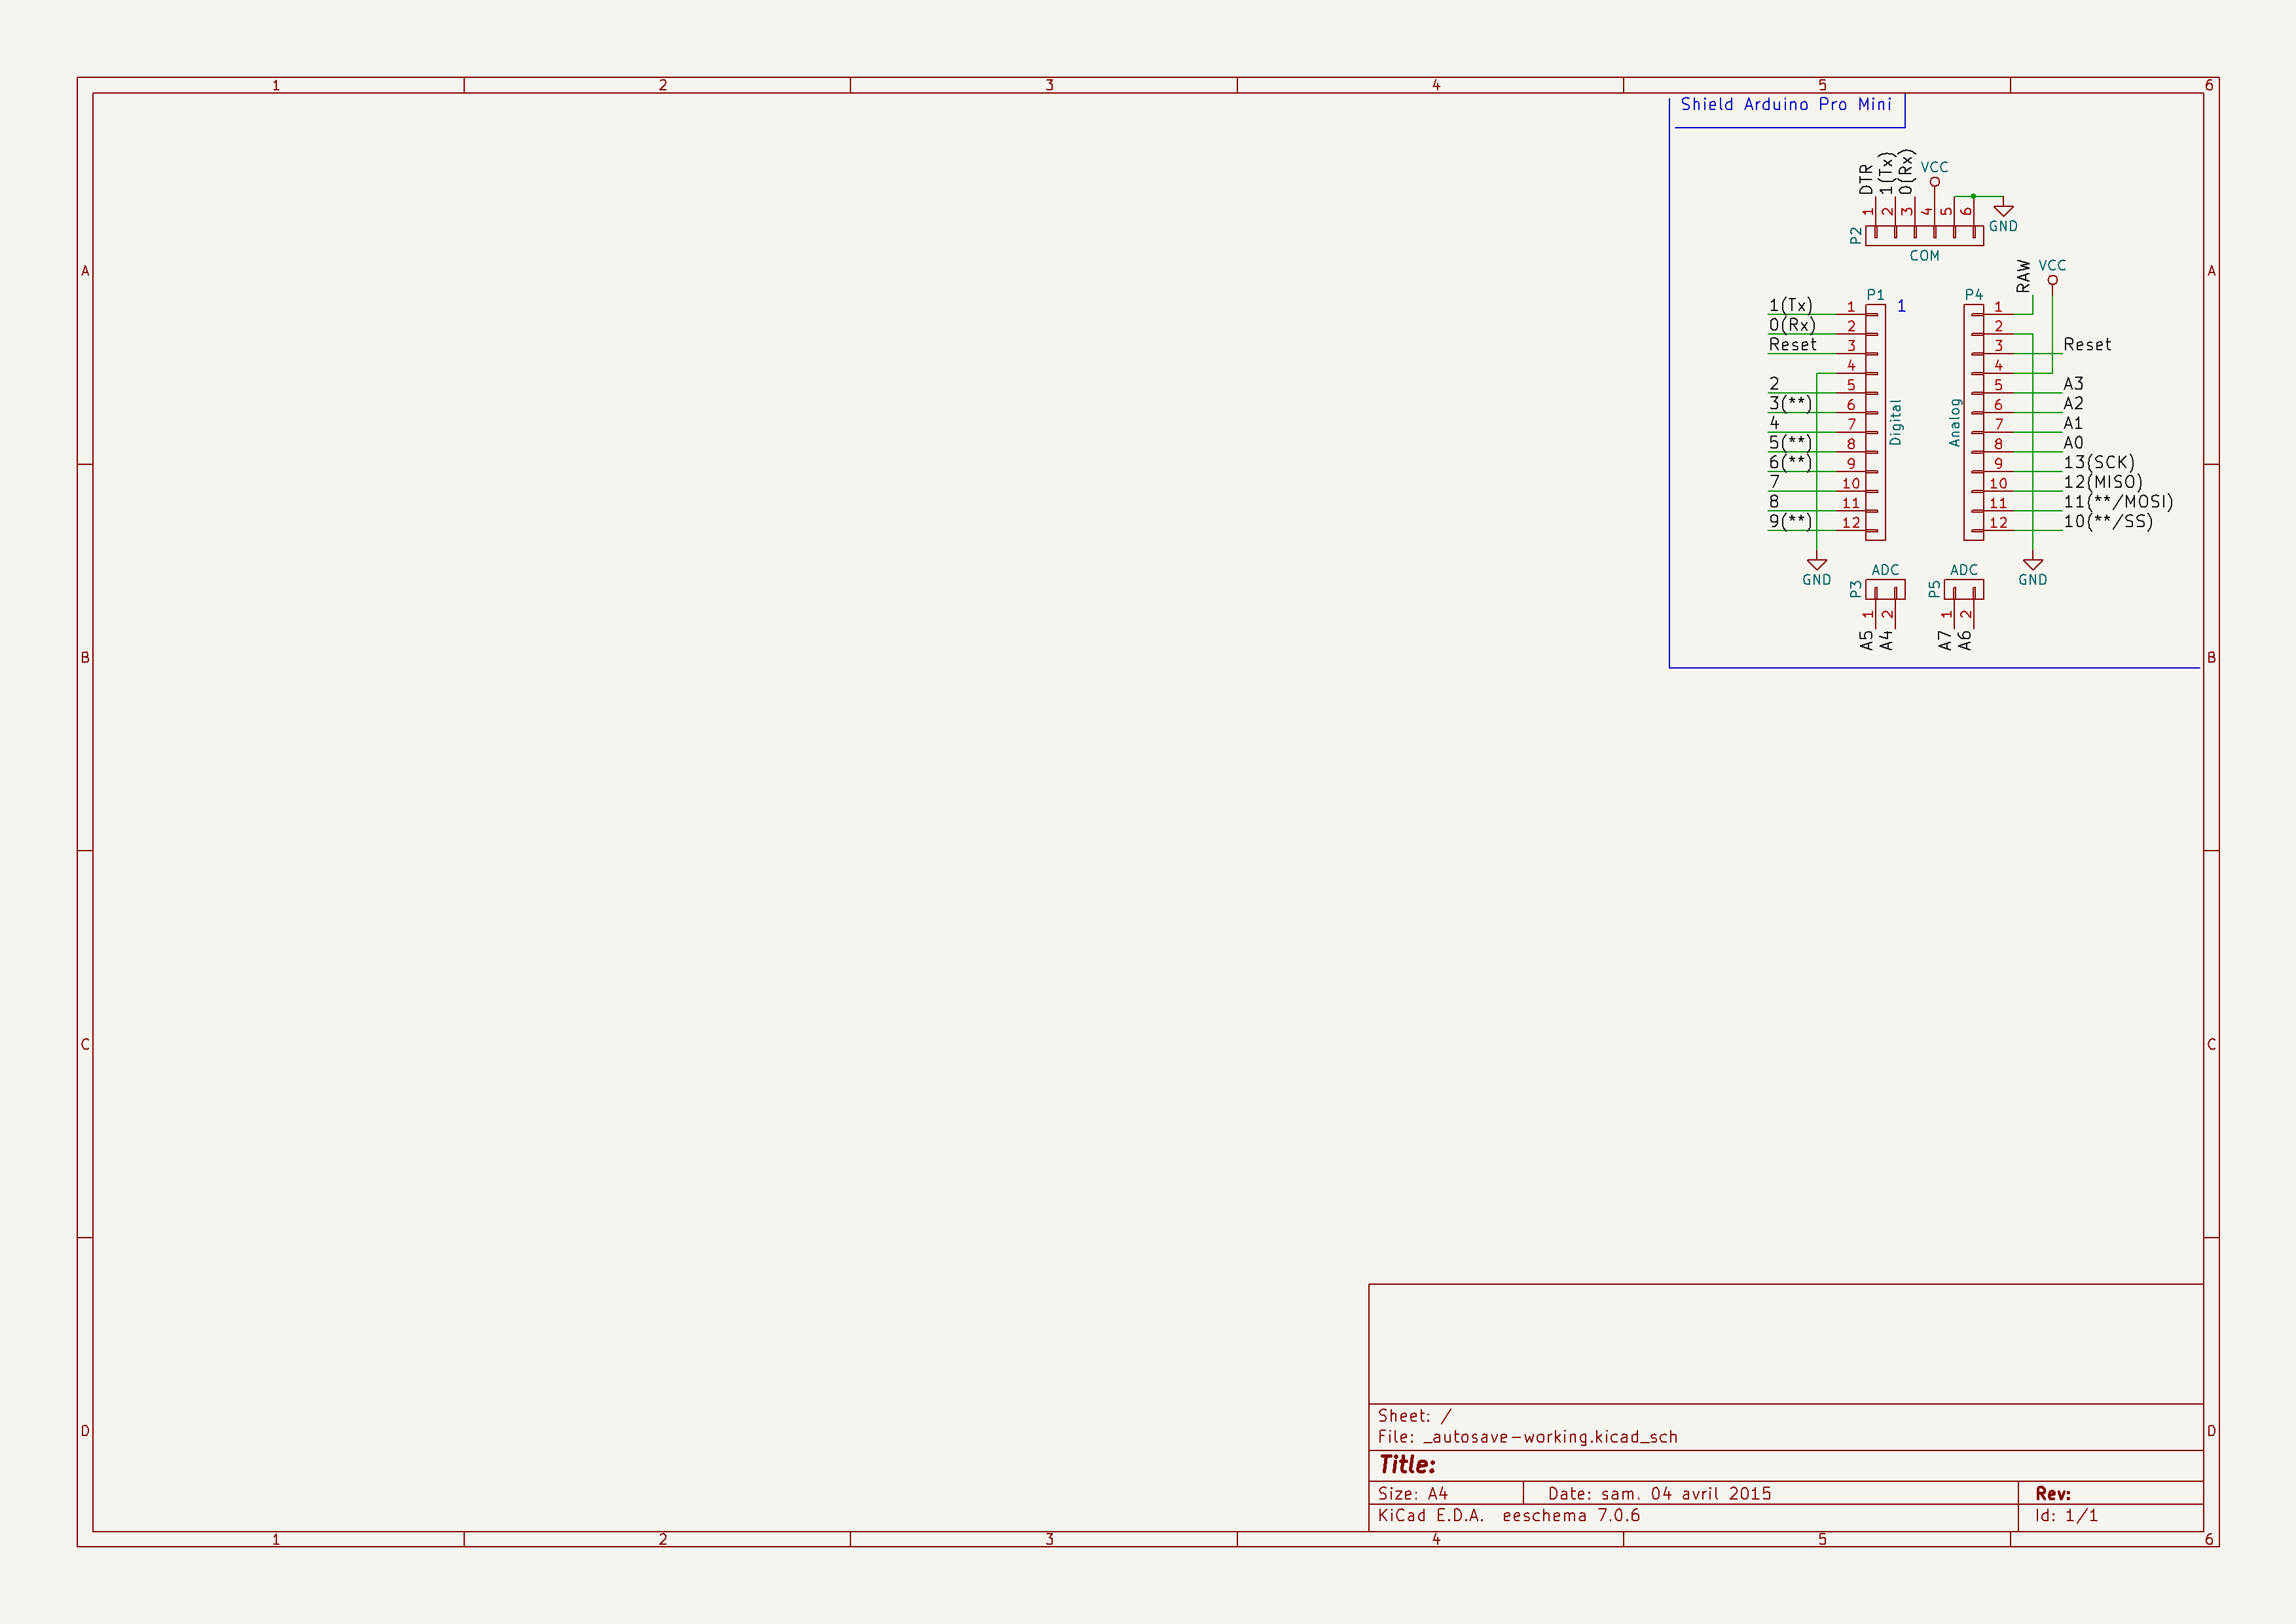 1 2 3 4 5 6
Shield Arduino Pro Mini
DTR
1(Tx)
0(Rx)
VCC
1 2 3 4 5 6
GND
P2
COM
A
A
RAW
VCC
P1
1
P4
1(Tx) 1
0(Rx) 2
Reset 3
4
2 5
3(**) 6
4 7
5(**) 8
6(**) 9
7 10
8 11
9(**) 12
Digital
Analog
1
2
3 Reset
4
5 A3
6 A2
7 A1
8 A0
9 13(SCK)
10 12(MISO)
11 11(**/MOSI)
12 10(**/SS)
GND
P3
ADC
1 2
A5
A4
P5
ADC
1 2
A7
A6
GND
B
B
C
C
D
D
Sheet: /
File: _autosave-working.kicad_sch
Title:
Size: A4 Date: sam. 04 avril 2015 Rev:
KiCad E.D.A. eeschema 7.0.6 Id: 1/1
1 2 3 4 5 6